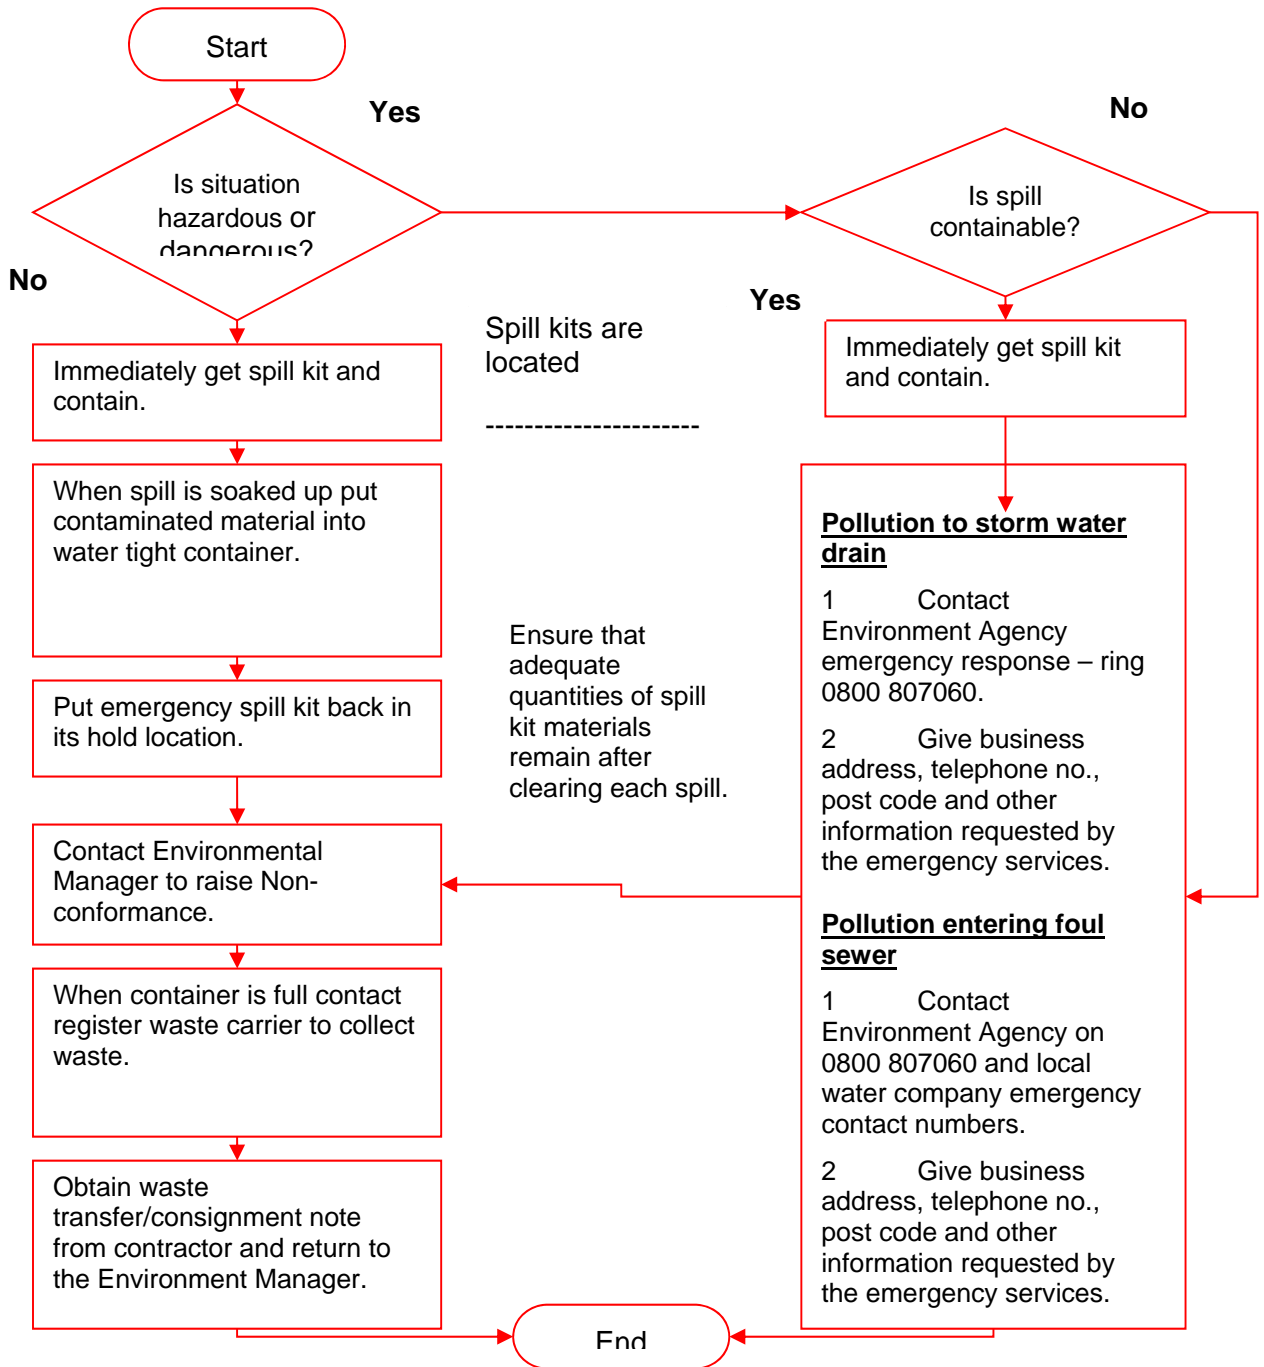 Start
Yes
No
Is situation
hazardous or
dangerous?
Is spill
containable?
No
Yes
Spill kits are
located
----------------------
Immediately get spill kit and
contain.
Immediately get spill kit
and contain.
When spill is soaked up put
contaminated material into
water tight container.
Pollution to storm water
drain
1 Contact
Environment Agency
emergency response – ring
0800 807060.
2 Give business
address, telephone no.,
post code and other
information requested by
the emergency services.
Ensure that
adequate
quantities of spill
kit materials
remain after
clearing each spill.
Put emergency spill kit back in
its hold location.
Contact Environmental
Manager to raise Non-
conformance.
Pollution entering foul
sewer
1 Contact
Environment Agency on
0800 807060 and local
water company emergency
contact numbers.
2 Give business
address, telephone no.,
post code and other
information requested by
the emergency services.
When container is full contact
register waste carrier to collect
waste.
Obtain waste
transfer/consignment note
from contractor and return to
the Environment Manager.
End